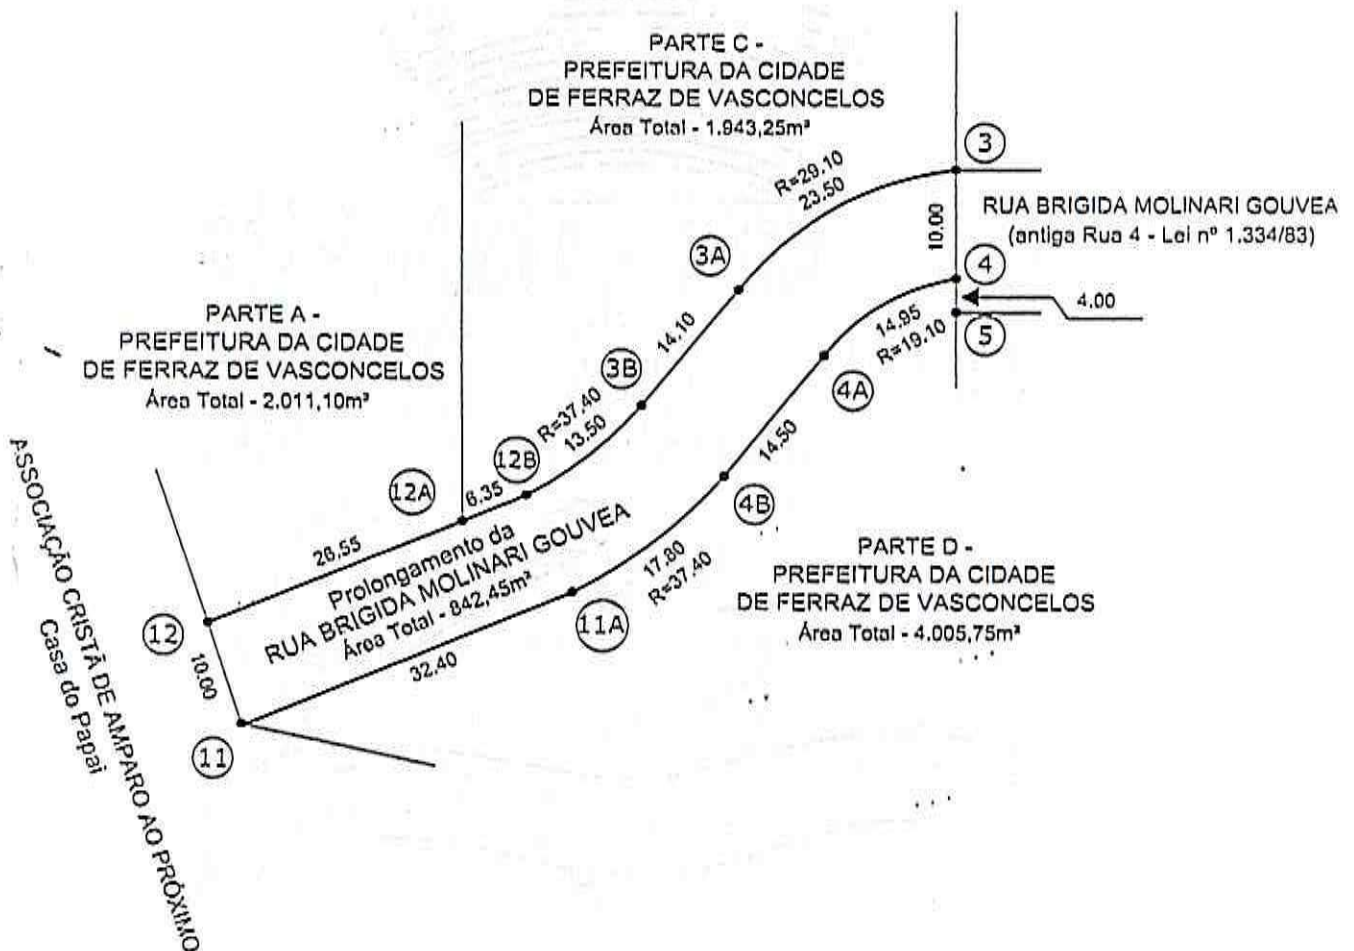 PARTE C -
PREFEITURA DA CIDADE
DE FERRAZ DE VASCONCELOS
Área Total - 1.943,25m²
3
R=29.10
23.50
RUA BRIGIDA MOLINARI GOUVEA
(antiga Rua 4 - Lei nº 1.334/83)
10.00
3A
4
4.00
5
14.95
R=19.10
PARTE A -
PREFEITURA DA CIDADE
DE FERRAZ DE VASCONCELOS
Área Total - 2.011,10m²
14,10
3B
4A
R=37.40
13.50
14.50
12B
12A
6.35
4B
26.55
Prolongamento da
RUA BRIGIDA MOLINARI GOUVEA
Área Total - 842,45m²
17.80
R=37.40
PARTE D -
PREFEITURA DA CIDADE
DE FERRAZ DE VASCONCELOS
Área Total - 4.005,75m²
11A
12
10.00
32.40
11
ASSOCIAÇÃO CRISTÃ DE AMPARO AO PRÓXIMO
Casa do Papai